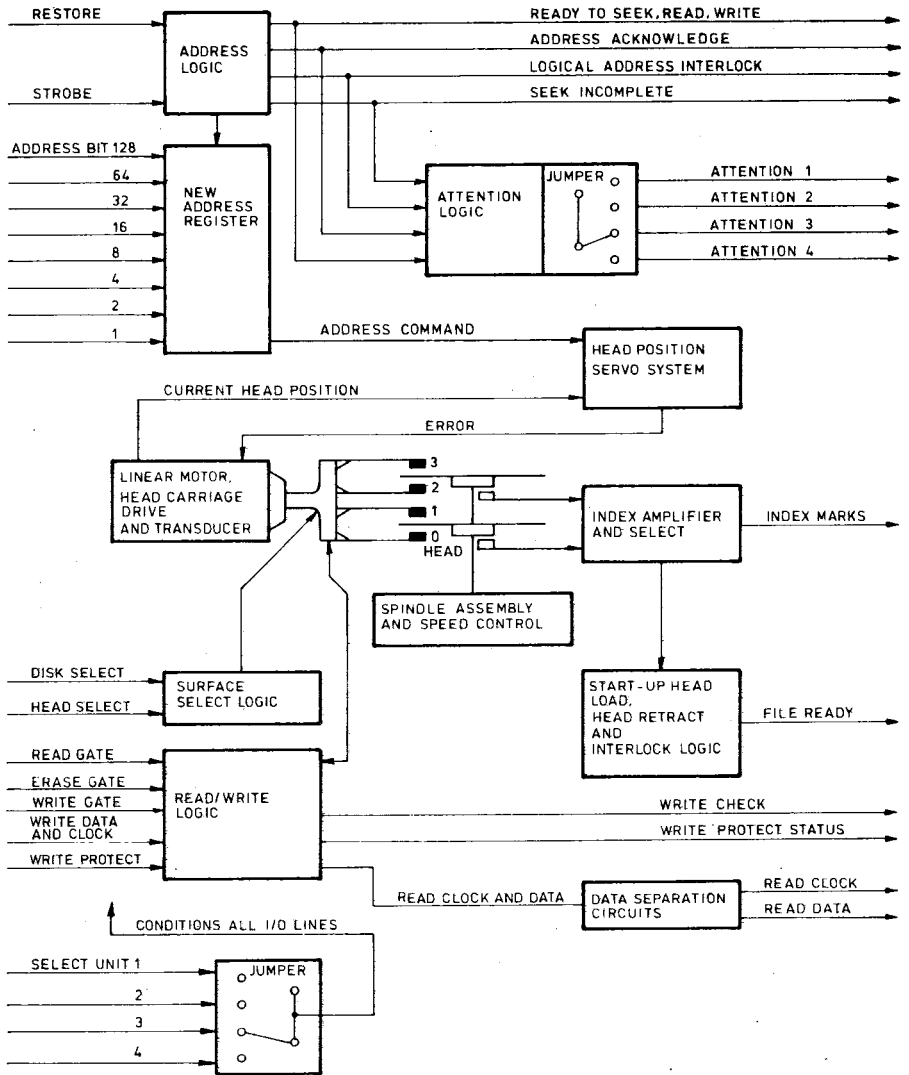 RESTORE
STROBE
ADDRESS
LOGIC
READY TO SEEK, READ, WRITE
ADDRESS ACKNOWLEDGE
LOGICAL ADDRESS INTERLOCK
SEEK INCOMPLETE
ADDRESS BIT 128
64
32
16
8
4
2
1
NEW
ADDRESS
REGISTER
ATTENTION
LOGIC
JUMPER
ATTENTION 1
ATTENTION 2
ATTENTION 3
ATTENTION 4
ADDRESS COMMAND
HEAD POSITION
SERVO SYSTEM
CURRENT HEAD POSITION
ERROR
LINEAR MOTOR,
HEAD CARRIAGE
DRIVE
AND TRANSDUCER
3
2
1
0
HEAD
INDEX AMPLIFIER
AND SELECT
INDEX MARKS
SPINDLE ASSEMBLY
AND SPEED CONTROL
DISK SELECT
HEAD SELECT
SURFACE
SELECT LOGIC
START-UP HEAD
LOAD,
HEAD RETRACT
AND
INTERLOCK LOGIC
FILE READY
READ GATE
ERASE GATE
WRITE GATE
WRITE DATA
AND CLOCK
WRITE PROTECT
READ/WRITE
LOGIC
WRITE CHECK
WRITE PROTECT STATUS
READ CLOCK AND DATA
DATA SEPARATION
CIRCUITS
READ CLOCK
READ DATA
CONDITIONS ALL I/O LINES
SELECT UNIT 1
2
3
4
JUMPER